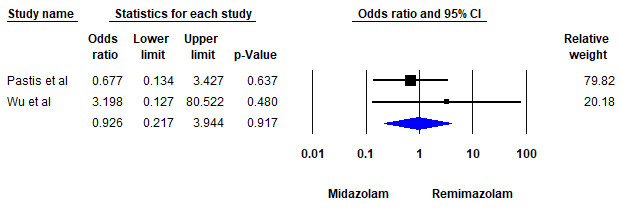 Study name Statistics for each study Odds ratio and 95% CI
Odds Lower Upper Relative
ratio limit limit p-Value weight
Pastis et al 0.677 0.134 3.427 0.637 79.82
Wu et al 3.198 0.127 80.522 0.480 20.18
0.926 0.217 3.944 0.917
0.01 0.1 1 10 100
Midazolam Remimazolam